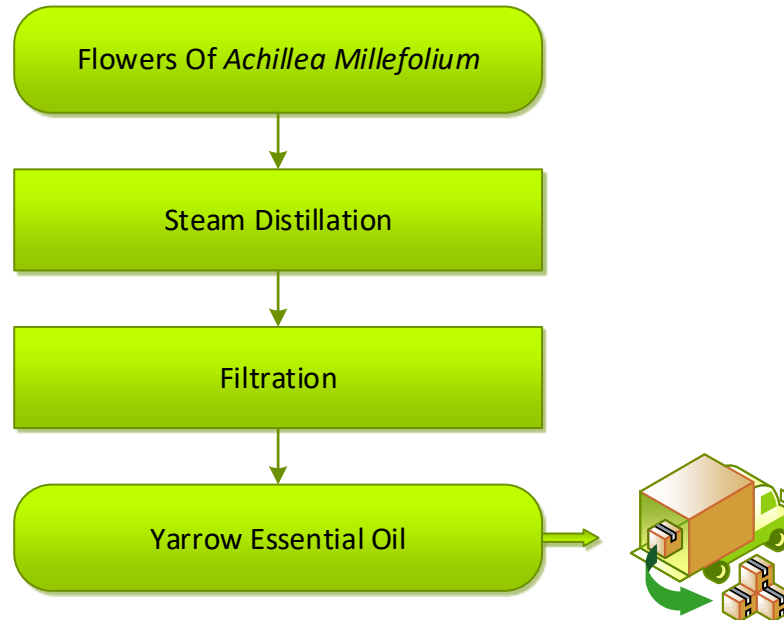 Flowers Of Achillea Millefolium
Steam Distillation
Filtration
Yarrow Essential Oil